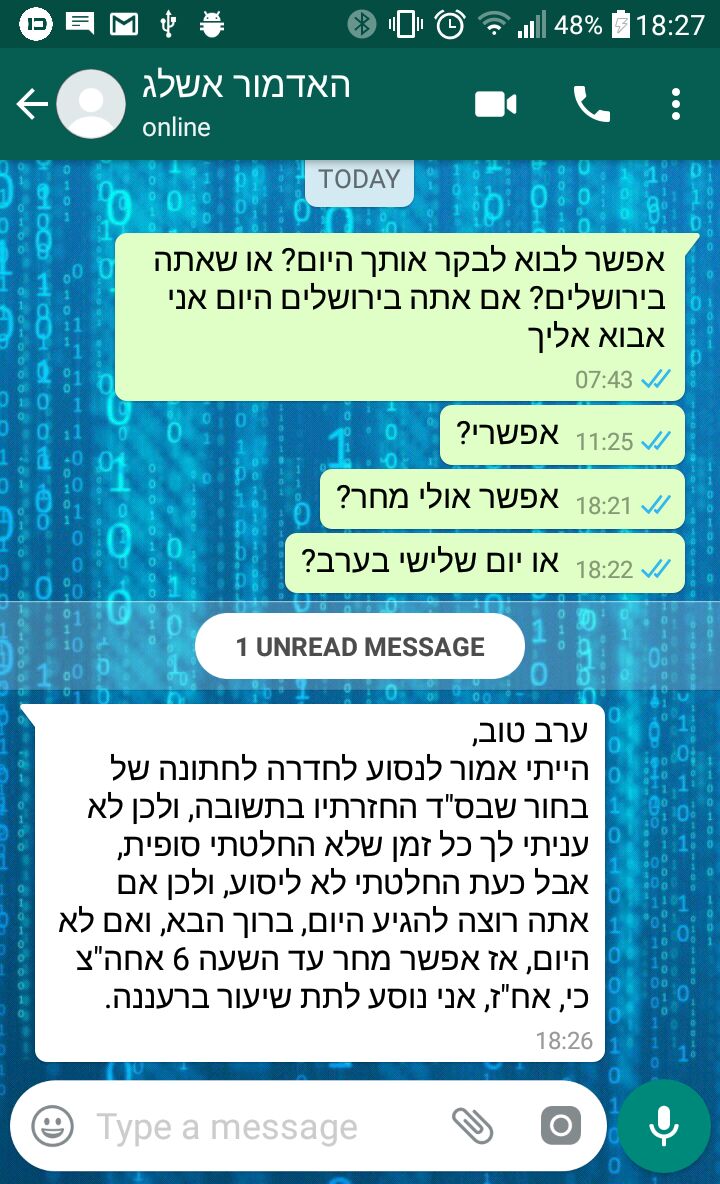 48% 18:27
האדמור אשלג
online
TODAY
אפשר לבוא לבקר אותך היום? או שאתה
בירושלים? אם אתה בירושלים היום אני
אבוא אליך
07:43
אפשרי? 11:25
אפשר אולי מחר? 18:21
או יום שלישי בערב? 18:22
1 UNREAD MESSAGE
ערב טוב,
הייתי אמור לנסוע לחדרה לחתונה של
בחור שבס"ד החזרתיו בתשובה, ולכן לא
עניתי לך כל זמן שלא החלטתי סופית,
אבל כעת החלטתי לא ליסוע, ולכן אם
אתה רוצה להגיע היום, ברוך הבא, ואם לא
היום, אז אפשר מחר עד השעה 6 אחה"צ
כי, אח"ז, אני נוסע לתת שיעור ברעננה.
18:26
Type a message